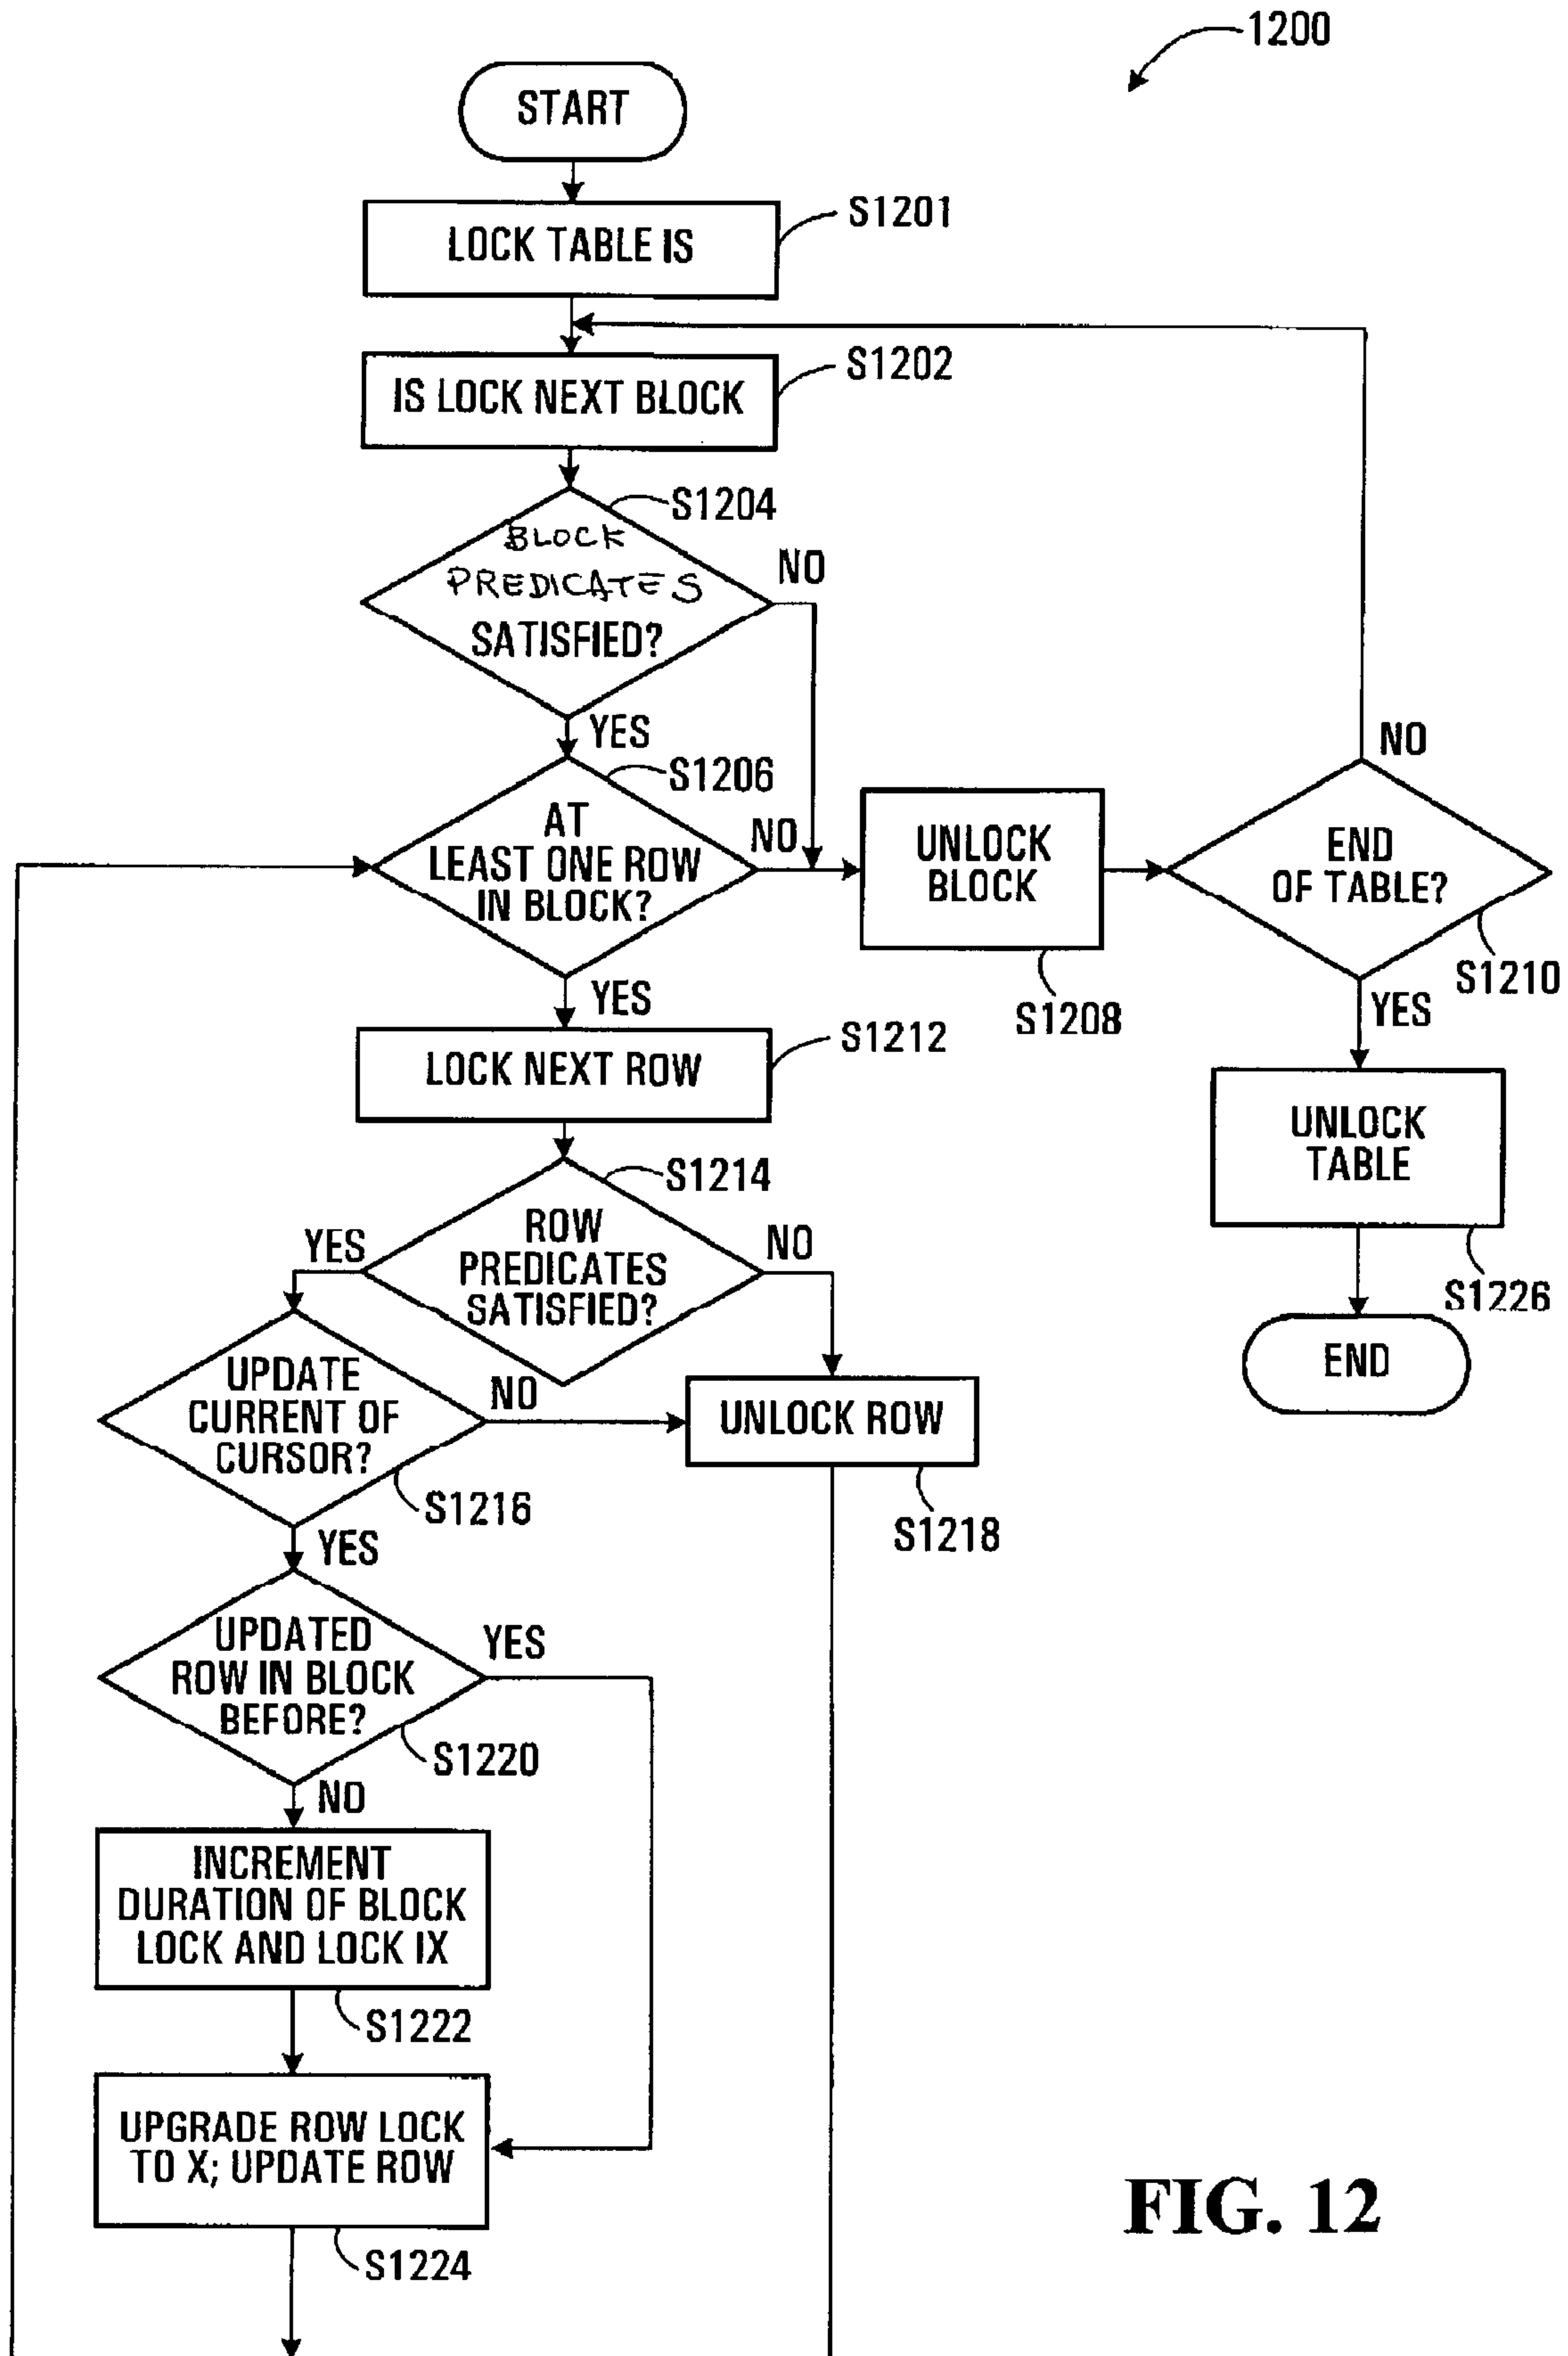 1200
START
S1201
LOCK TABLE IS
S1202
IS LOCK NEXT BLOCK
S1204
BLOCK
PREDICATES
SATISFIED?
NO
YES
S1206
AT
LEAST ONE ROW
IN BLOCK?
NO
UNLOCK
BLOCK
S1208
NO
END
OF TABLE?
S1210
YES
YES
S1212
LOCK NEXT ROW
UNLOCK
TABLE
S1226
END
S1214
ROW
PREDICATES
SATISFIED?
YES
NO
UPDATE
CURRENT OF
CURSOR?
NO
S1216
UNLOCK ROW
S1218
YES
UPDATED
ROW IN BLOCK
BEFORE?
YES
S1220
NO
INCREMENT
DURATION OF BLOCK
LOCK AND LOCK IX
S1222
UPGRADE ROW LOCK
TO X; UPDATE ROW
S1224
FIG. 12